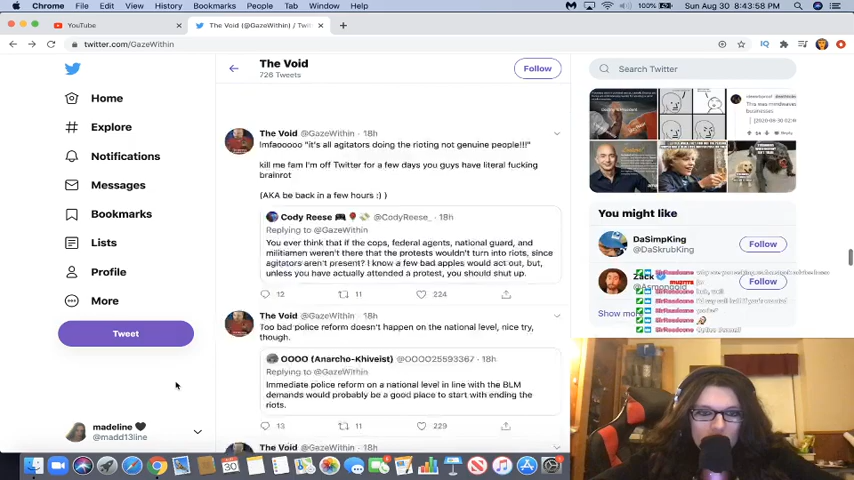 Chrome File Edit View History Bookmarks People Tab Window Help
100% Sun Aug 30 8:43:58 PM
YouTube
The Void (@GazeWithin) / Twit
twitter.com/GazeWithin
The Void
726 Tweets
Follow
Search Twitter
Home
Explore
Notifications
Messages
Bookmarks
Lists
Profile
More
Tweet
madeline
@madd13line
The Void @GazeWithin · 18h
lmfaoooo "it's all agitators doing the rioting not genuine people!!!"
kill me fam I'm off Twitter for a few days you guys have literal fucking
brainrot
(AKA be back in a few hours :) )
Cody Reese @CodyReese_ · 18h
Replying to @GazeWithin
You ever think that if the cops, federal agents, national guard, and
militiamen weren't there that the protests wouldn't turn into riots, since
agitators aren't present? I know a few bad apples would act out, but,
unless you have actually attended a protest, you should shut up.
12 11 224
The Void @GazeWithin · 18h
Too bad police reform doesn't happen on the national level, nice try,
though.
OOOO (Anarcho-Khiveist) @OOOO25593367 · 18h
Replying to @GazeWithin
Immediate police reform on a national level in line with the BLM
demands would probably be a good place to start with ending the
riots.
13 11 229
The Void @GazeWithin · 18h
You might like
DaSimpKing
@DaSkrubKing
Follow
Zack
Follow